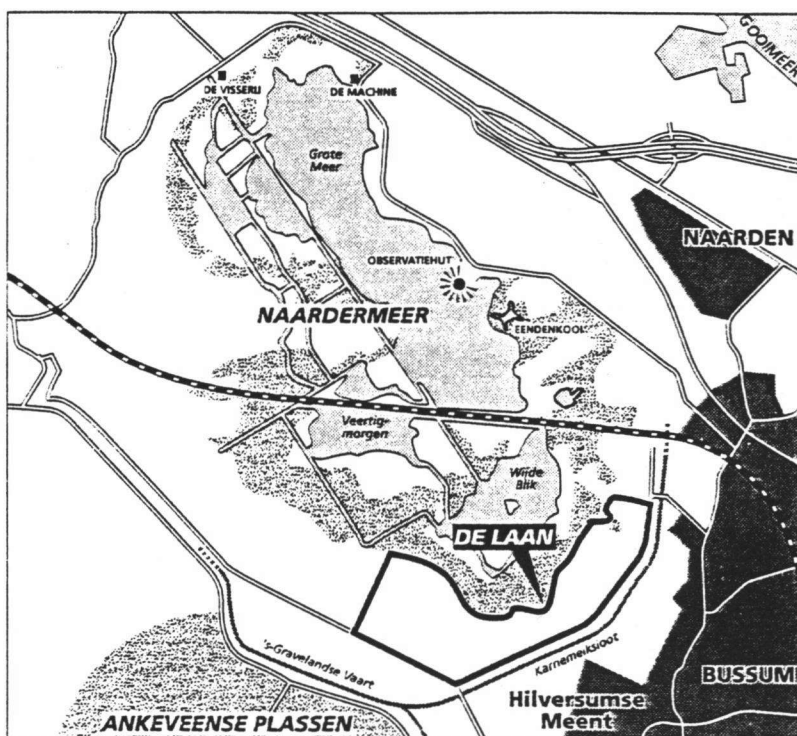 GOOIMEER
DE VISSERIJ
DE MACHINE
Grote
Meer
NAARDEN
OBSERVATIEHUT
NAARDERMEER
EENDENKOOI
Veertig-
morgen
Wijde
Blik
DE LAAN
's-Gravelandse Vaart
Karnemelksloot
BUSSUM
Hilversumse
Meent
ANKEVEENSE PLASSEN